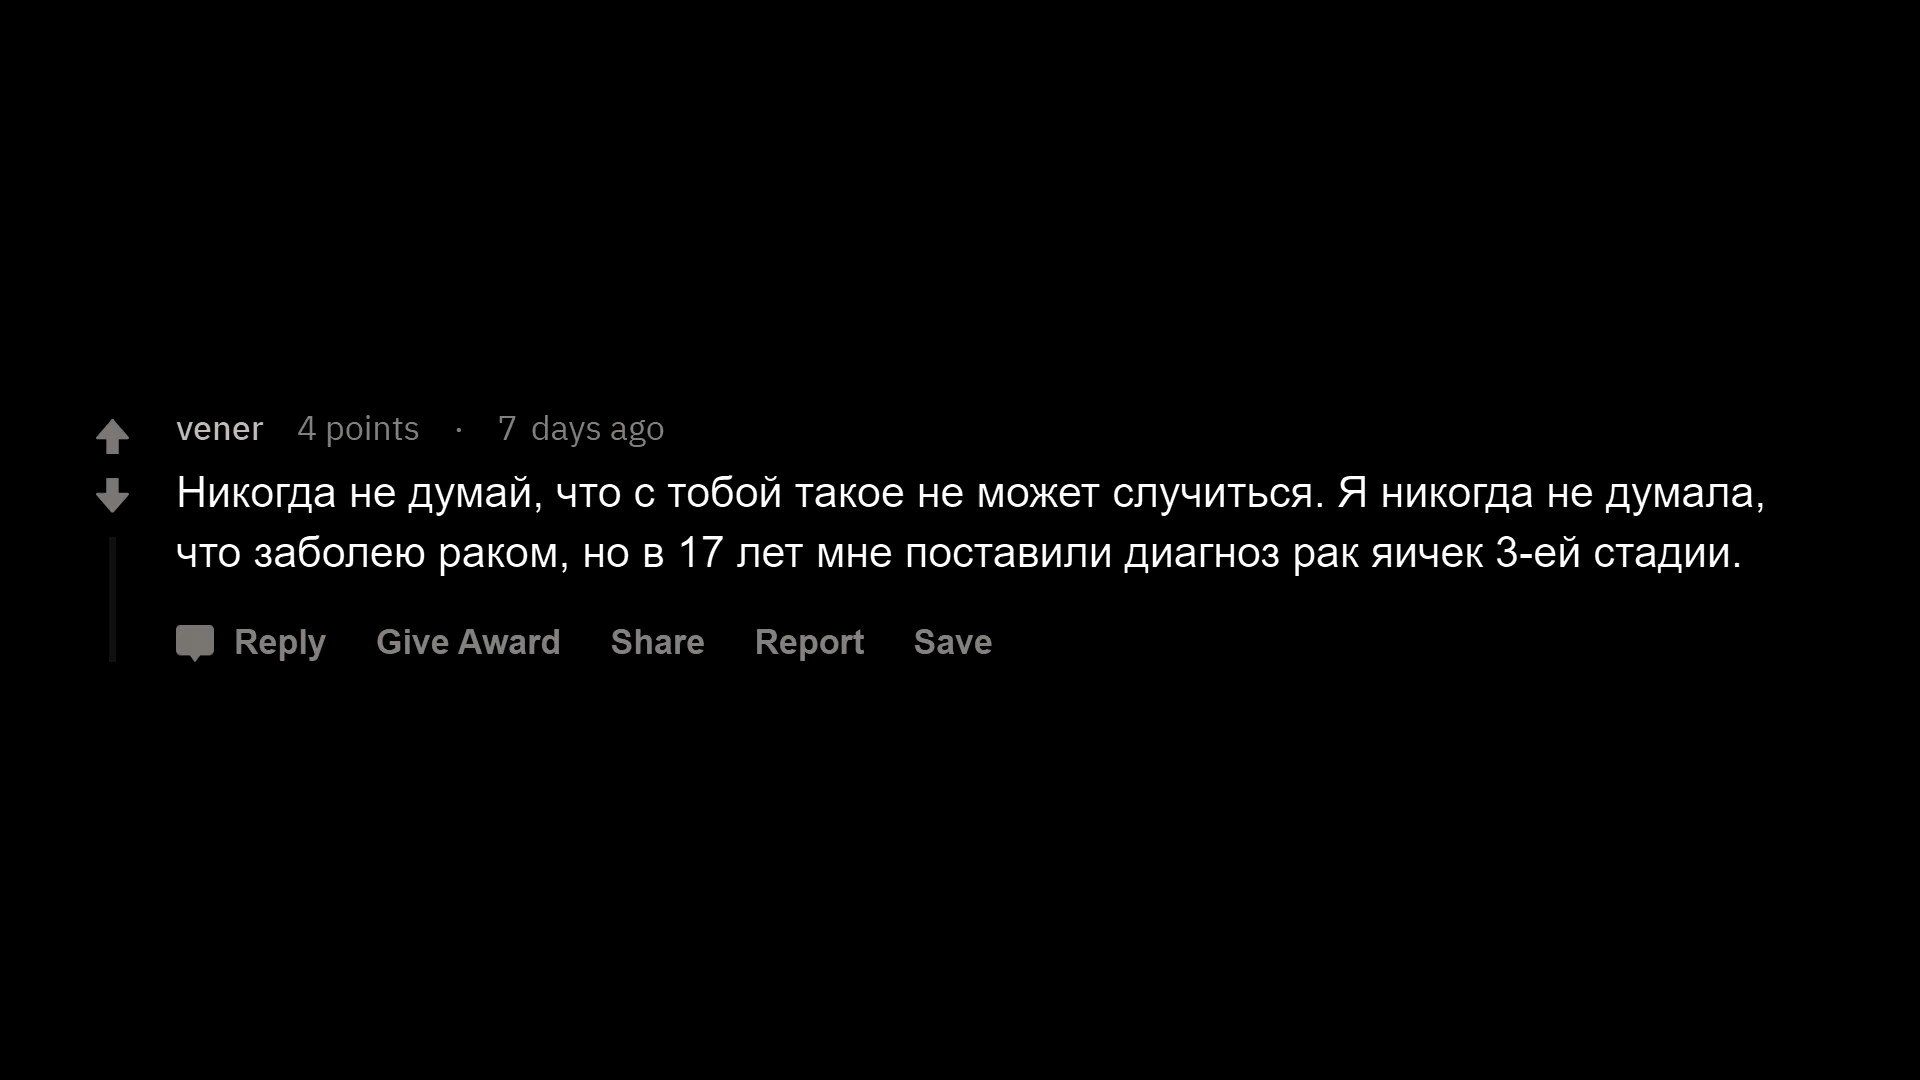 vener 4 points · 7 days ago
Никогда не думай, что с тобой такое не может случиться. Я никогда не думала,
что заболею раком, но в 17 лет мне поставили диагноз рак яичек 3-ей стадии.
Reply Give Award Share Report Save